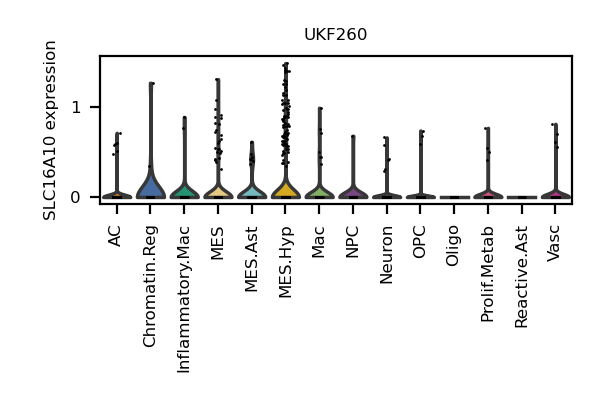 UKF260
SLC16A10 expression
1
0
AC
Chromatin.Reg
Inflammatory.Mac
MES
MES.Ast
MES.Hyp
Mac
NPC
Neuron
OPC
Oligo
Prolif.Metab
Reactive.Ast
Vasc